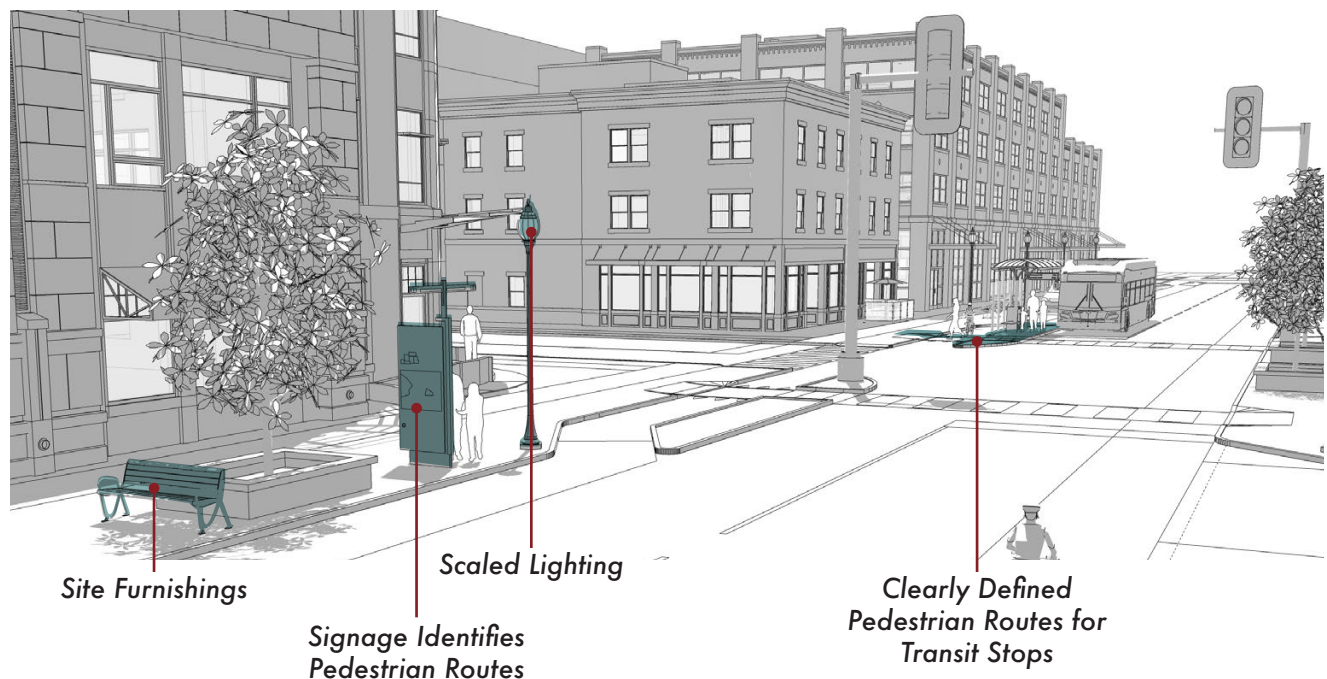 Site Furnishings
Signage Identifies
Pedestrian Routes
Scaled Lighting
Clearly Defined
Pedestrian Routes for
Transit Stops